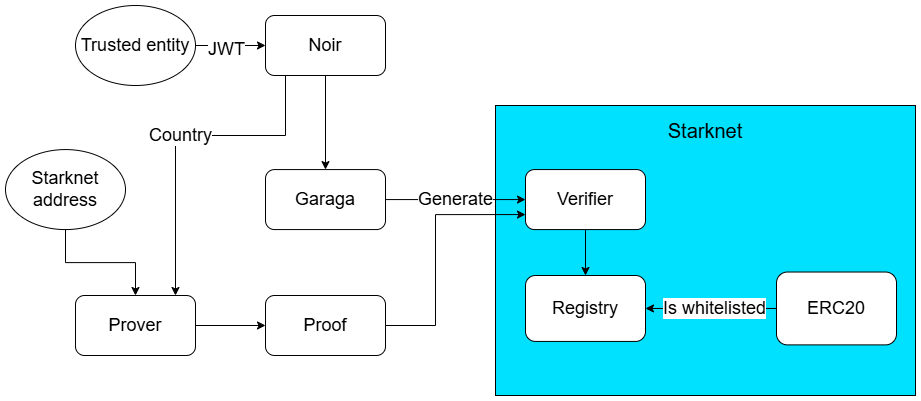 Trusted entity
JWT
Noir
Starknet
Country
Starknet
address
Garaga
Generate
Verifier
Prover
Proof
Registry
Is whitelisted
ERC20